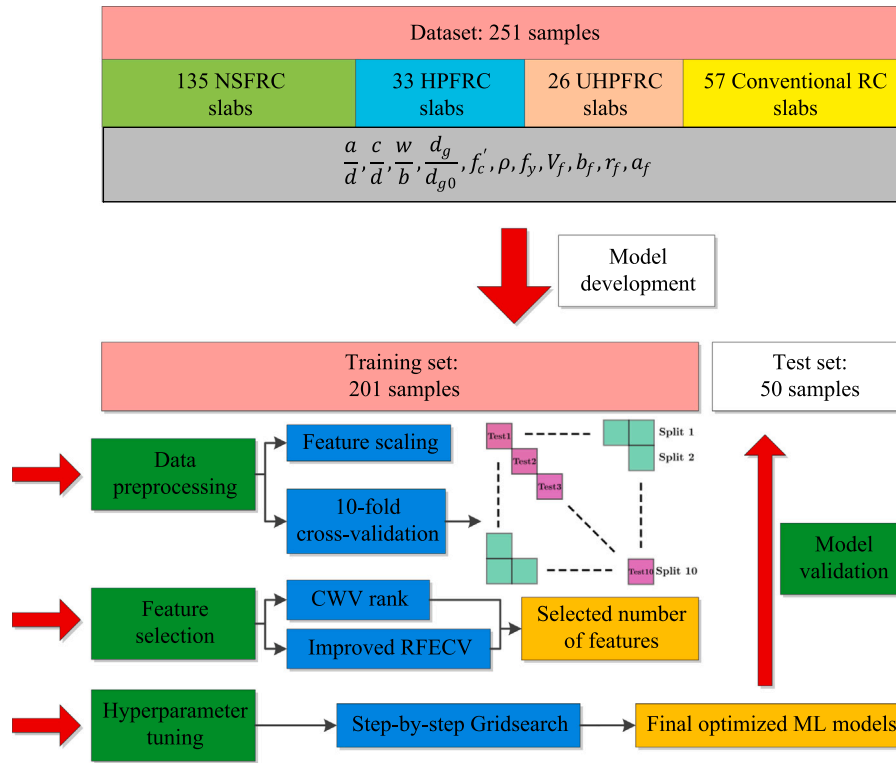 Dataset: 251 samples
135 NSFRC
slabs
33 HPFRC
slabs
26 UHPFRC
slabs
57 Conventional RC
slabs
a/d, c/d, w/b, d_g/d_{g0}, f_c', ρ, f_y, V_f, b_f, r_f, a_f
Model
development
Training set:
201 samples
Test set:
50 samples
Data
preprocessing
Feature scaling
10-fold
cross-validation
Test1
Test2
Test3
Test10
Split 1
Split 2
Split 10
Model
validation
Feature
selection
CWV rank
Improved RFECV
Selected number
of features
Hyperparameter
tuning
Step-by-step Gridsearch
Final optimized ML models